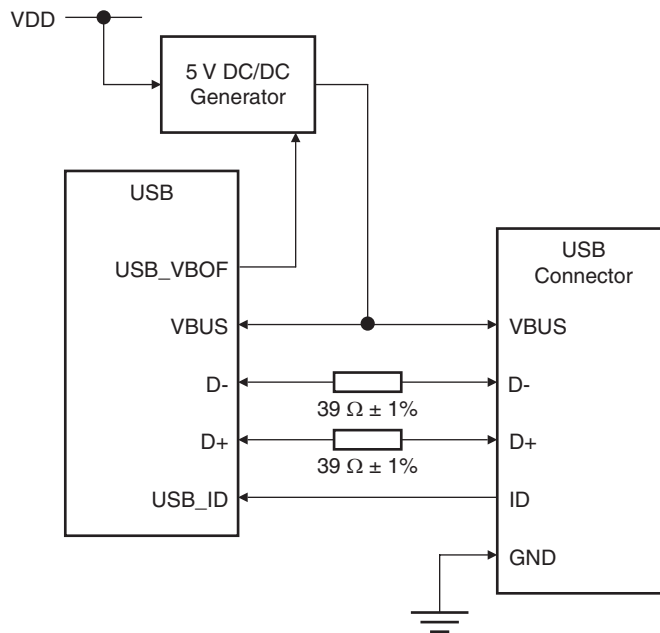 VDD
5 V DC/DC
Generator
USB
USB_VBOF
VBUS
D-
D+
USB_ID
39 Ω ± 1%
39 Ω ± 1%
USB
Connector
VBUS
D-
D+
ID
GND